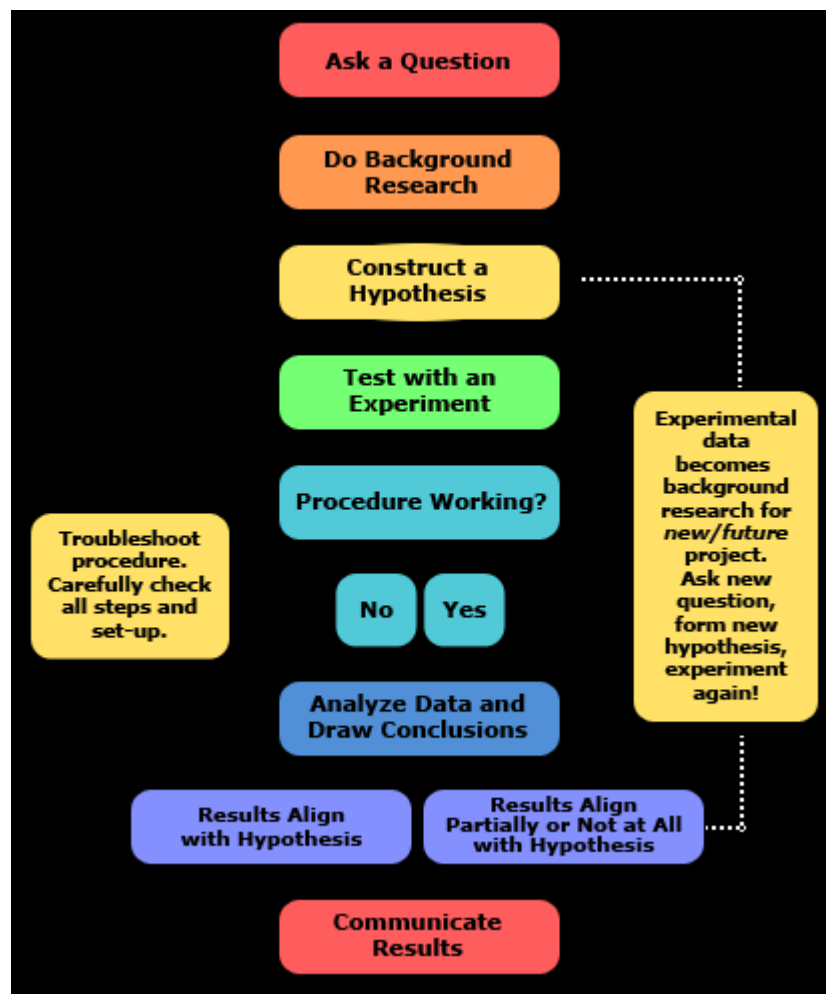 Ask a Question
Do Background
Research
Construct a
Hypothesis
Test with an
Experiment
Procedure Working?
Troubleshoot
procedure.
Carefully check
all steps and
set-up.
No
Yes
Experimental
data
becomes
background
research for
new/future
project.
Ask new
question,
form new
hypothesis,
experiment
again!
Analyze Data and
Draw Conclusions
Results Align
with Hypothesis
Results Align
Partially or Not at All
with Hypothesis
Communicate
Results